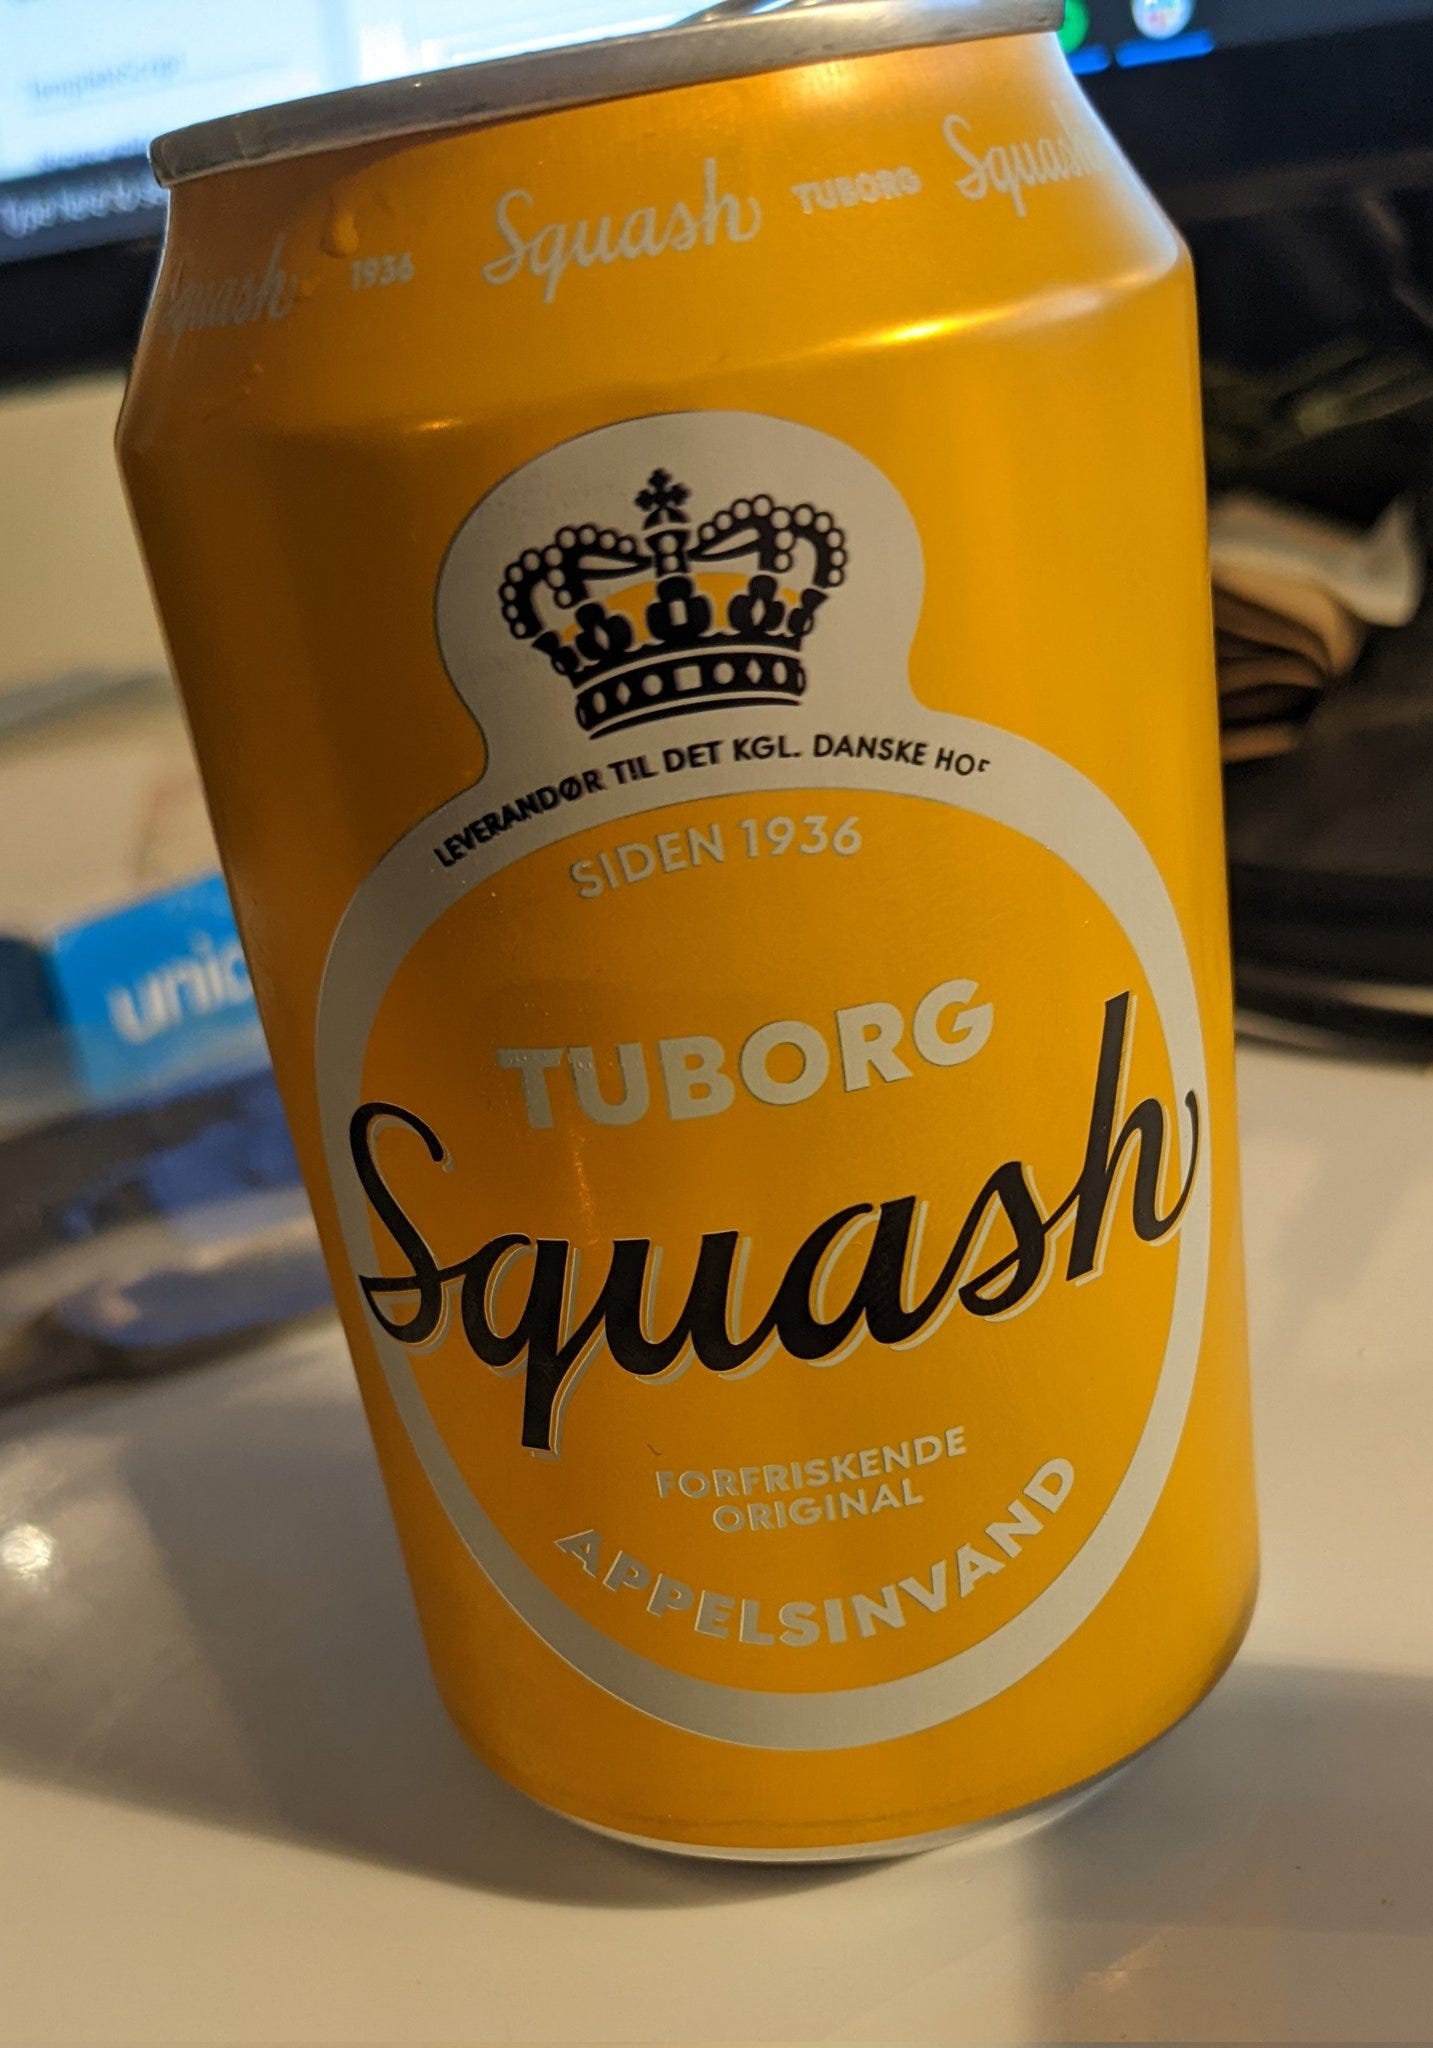 Squash 1936 Squash TUBORG Squash
LEVERANDØR TIL DET KGL. DANSKE HOF
SIDEN 1936
TUBORG
Squash
FORFRISKENDE
ORIGINAL
APPELSINVAND